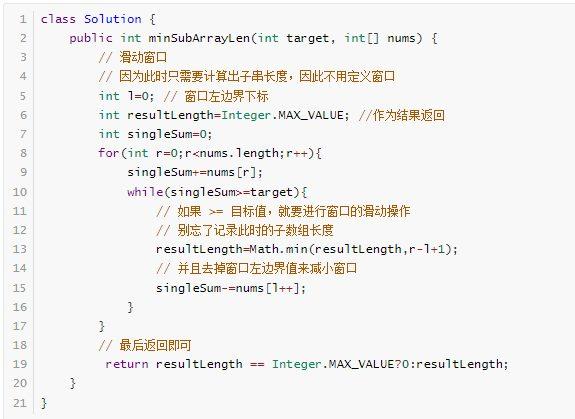 1 class Solution {
2     public int minSubArrayLen(int target, int[] nums) {
3         // 滑动窗口
4         // 因为此时只需要计算出子串长度，因此不用定义窗口
5         int l=0; // 窗口左边界下标
6         int resultLength=Integer.MAX_VALUE; //作为结果返回
7         int singleSum=0;
8         for(int r=0;r<nums.length;r++){
9             singleSum+=nums[r];
10             while(singleSum>=target){
11                 // 如果 >= 目标值，就要进行窗口的滑动操作
12                 // 别忘了记录此时的子数组长度
13                 resultLength=Math.min(resultLength,r-l+1);
14                 // 并且去掉窗口左边界值来减小窗口
15                 singleSum-=nums[l++];
16             }
17         }
18         // 最后返回即可
19          return resultLength == Integer.MAX_VALUE?0:resultLength;
20     }
21 }